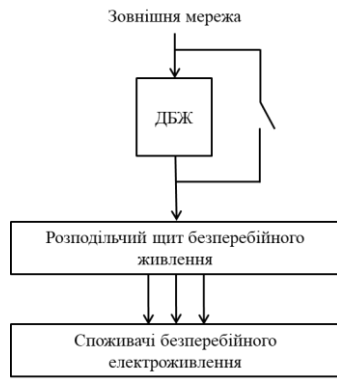 Зовнішня мережа
ДБЖ
Розподільчий щит безперебійного
живлення
Споживачі безперебійного
електроживлення